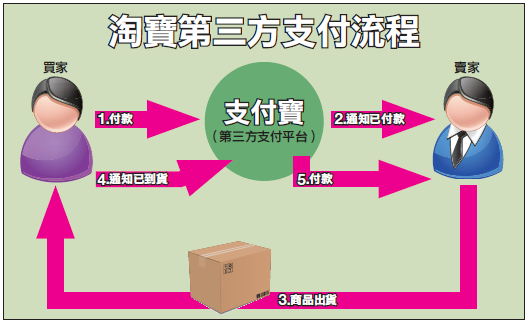 淘寶第三方支付流程
買家
賣家
支付寶
(第三方支付平台)
1.付款
2.通知已付款
4.通知已到貨
5.付款
3.商品出貨